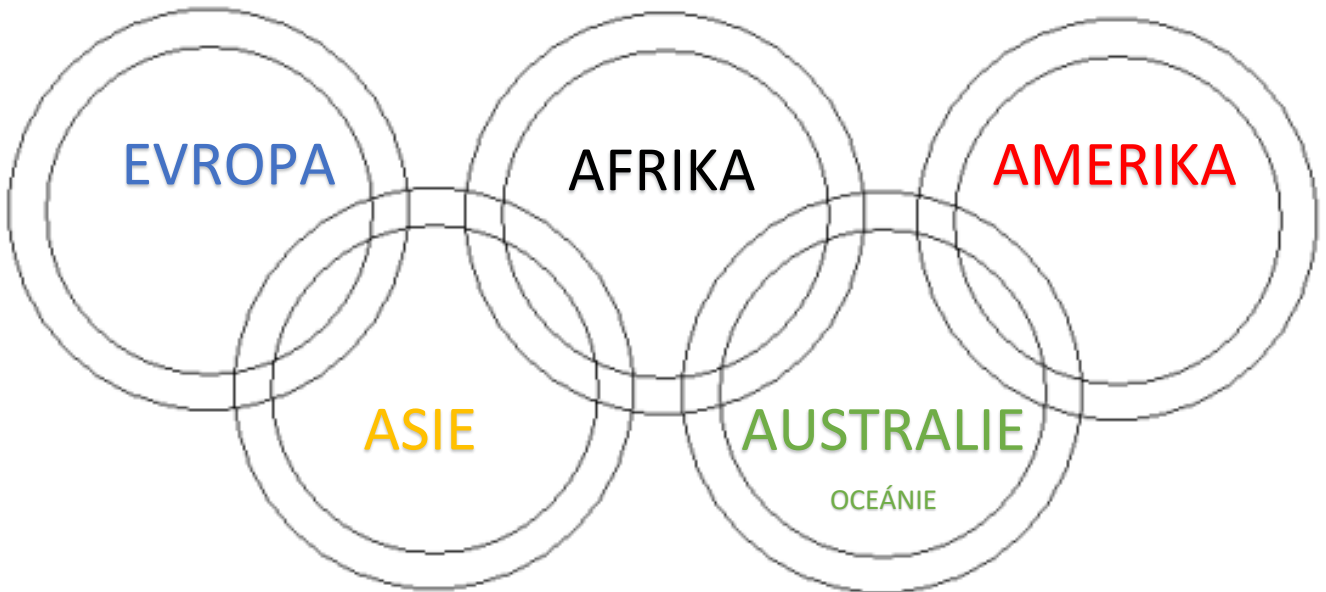 EVROPA
AFRIKA
AMERIKA
ASIE
AUSTRALIE
OCEÁNIE